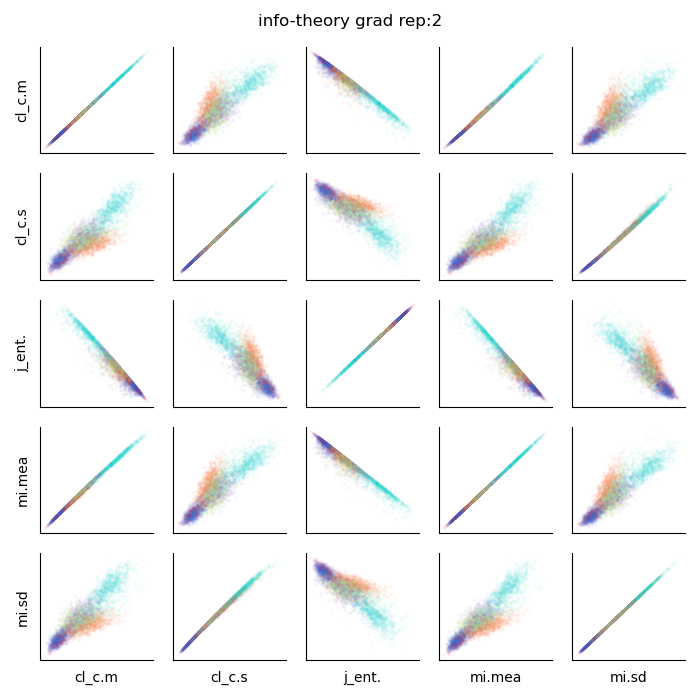 info-theory grad rep:2
cl_c.m
cl_c.s
j_ent.
mi.mea
mi.sd
cl_c.m cl_c.s j_ent. mi.mea mi.sd